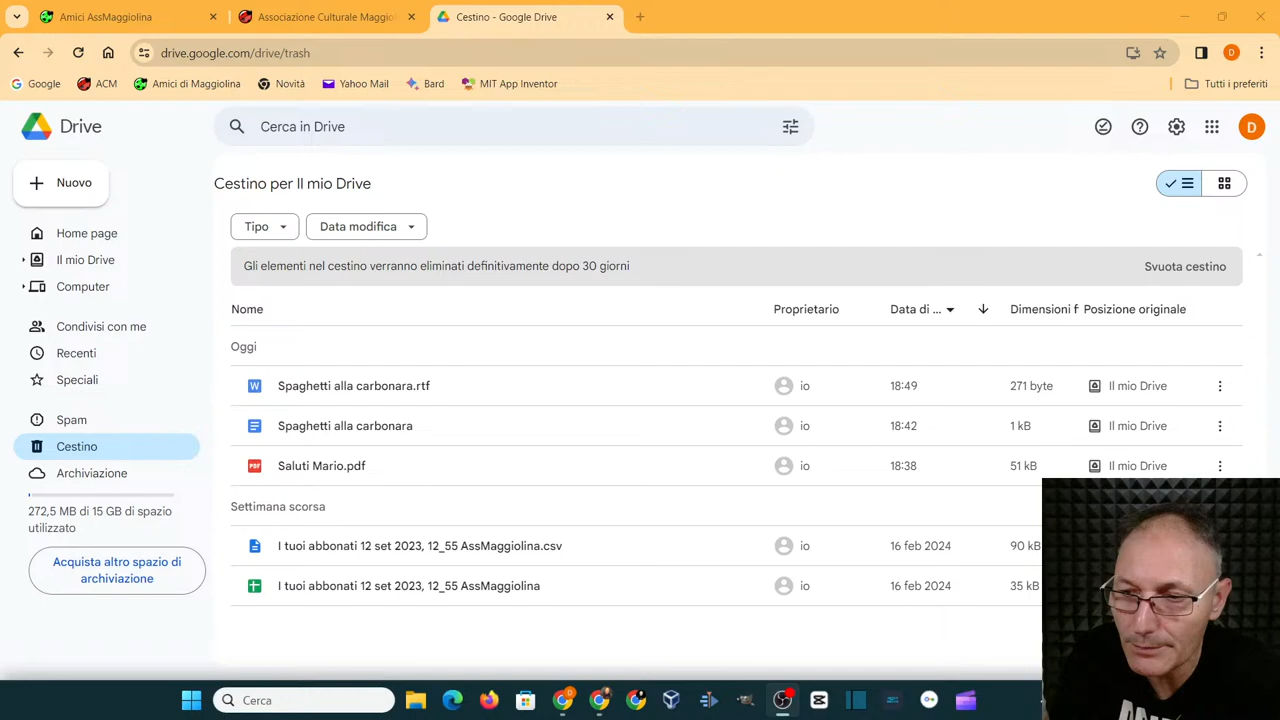 Amici AssMaggiolina
Associazione Culturale Maggio
Cestino - Google Drive
drive.google.com/drive/trash
Google
ACM
Amici di Maggiolina
Novità
Yahoo Mail
Bard
MIT App Inventor
Tutti i preferiti
Drive
Cerca in Drive
D
Nuovo
Cestino per Il mio Drive
Tipo
Data modifica
Home page
Il mio Drive
Computer
Condivisi con me
Recenti
Speciali
Spam
Cestino
Archiviazione
272,5 MB di 15 GB di spazio
utilizzato
Acquista altro spazio di
archiviazione
Gli elementi nel cestino verranno eliminati definitivamente dopo 30 giorni
Svuota cestino
Nome Proprietario Data di ... Dimensioni f Posizione originale
Oggi
Spaghetti alla carbonara.rtf io 18:49 271 byte Il mio Drive
Spaghetti alla carbonara io 18:42 1 kB Il mio Drive
Saluti Mario.pdf io 18:38 51 kB Il mio Drive
Settimana scorsa
I tuoi abbonati 12 set 2023, 12_55 AssMaggiolina.csv io 16 feb 2024 90 kB
I tuoi abbonati 12 set 2023, 12_55 AssMaggiolina io 16 feb 2024 35 kB
Cerca